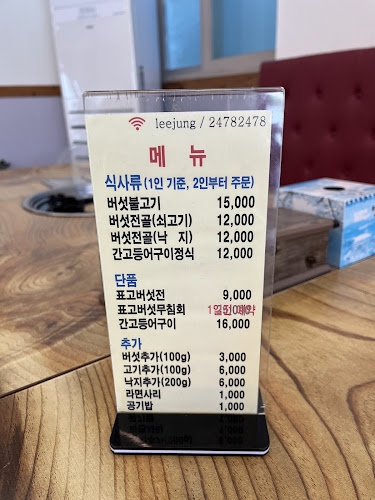 leejung / 24782478
메 뉴
식사류(1인 기준, 2인부터 주문)
버섯불고기 15,000
버섯전골(쇠고기) 12,000
버섯전골(낙 지) 12,000
간고등어구이정식 12,000
단품
표고버섯전 9,000
표고버섯무침회
간고등어구이 16,000
추가
버섯추가(100g) 3,000
고기추가(100g) 6,000
낙지추가(200g) 6,000
라면사리 1,000
공기밥 1,000